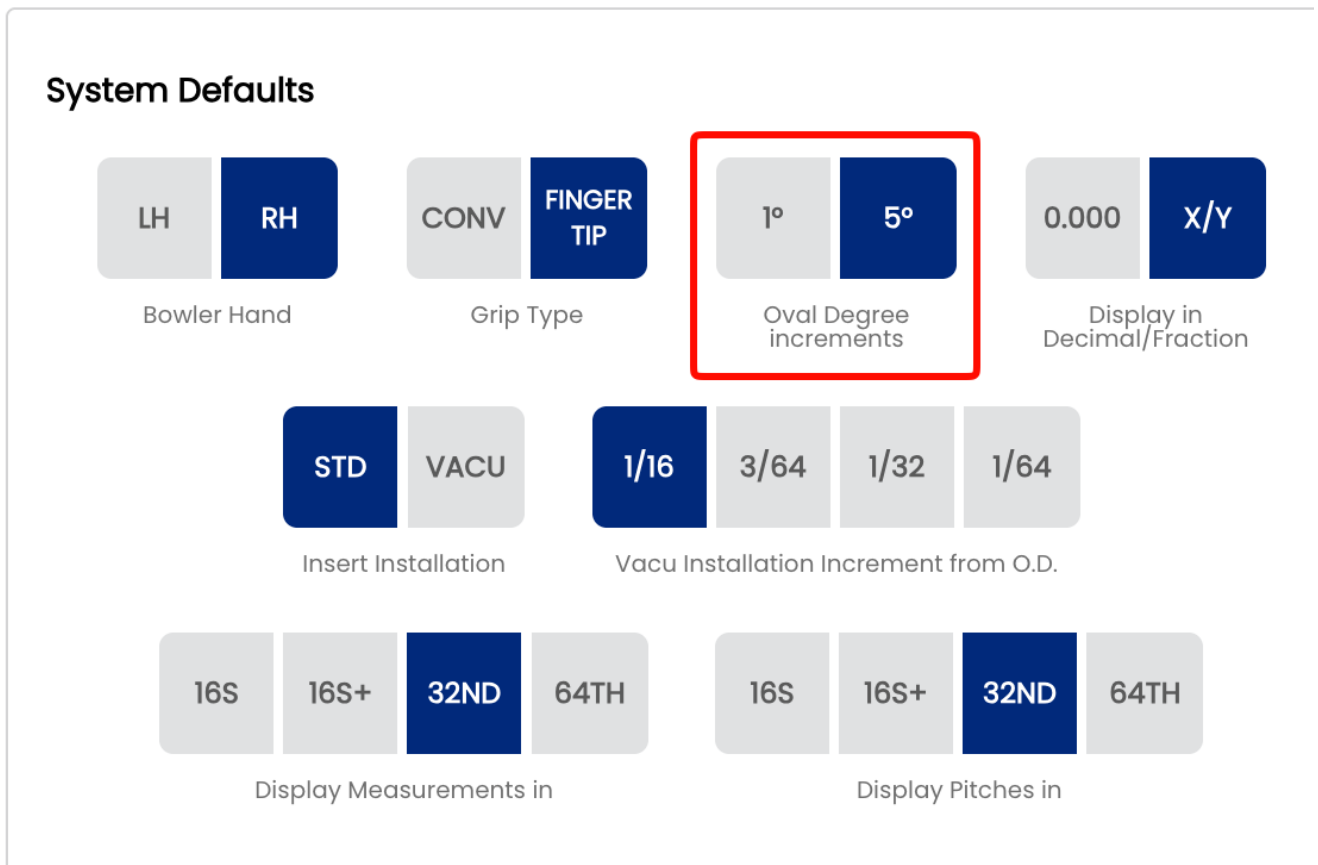 System Defaults
LH
RH
CONV
FINGER
TIP
1º
5º
0.000
X/Y
Bowler Hand
Grip Type
Oval Degree
increments
Display in
Decimal/Fraction
STD
VACU
1/16
3/64
1/32
1/64
Insert Installation
Vacu Installation Increment from O.D.
16S
16S+
32ND
64TH
16S
16S+
32ND
64TH
Display Measurements in
Display Pitches in